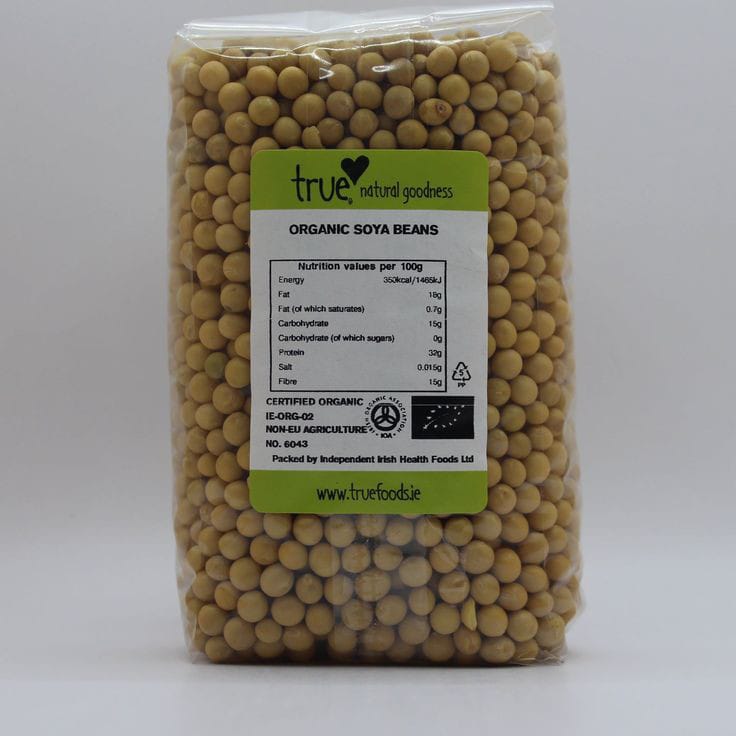 true natural goodness
ORGANIC SOYA BEANS
Nutrition values per 100g
Energy 350kcal/1465kJ
Fat 18g
Fat (of which saturates) 0.7g
Carbohydrate 15g
Carbohydrate (of which sugars) 0g
Protein 32g
Salt 0.015g
Fibre 15g
5
PP
CERTIFIED ORGANIC
IE-ORG-02
NON-EU AGRICULTURE
NO. 6043
IRISH ORGANIC ASSOCIATION
IOA
Packed by Independent Irish Health Foods Ltd
www.truefoods.ie